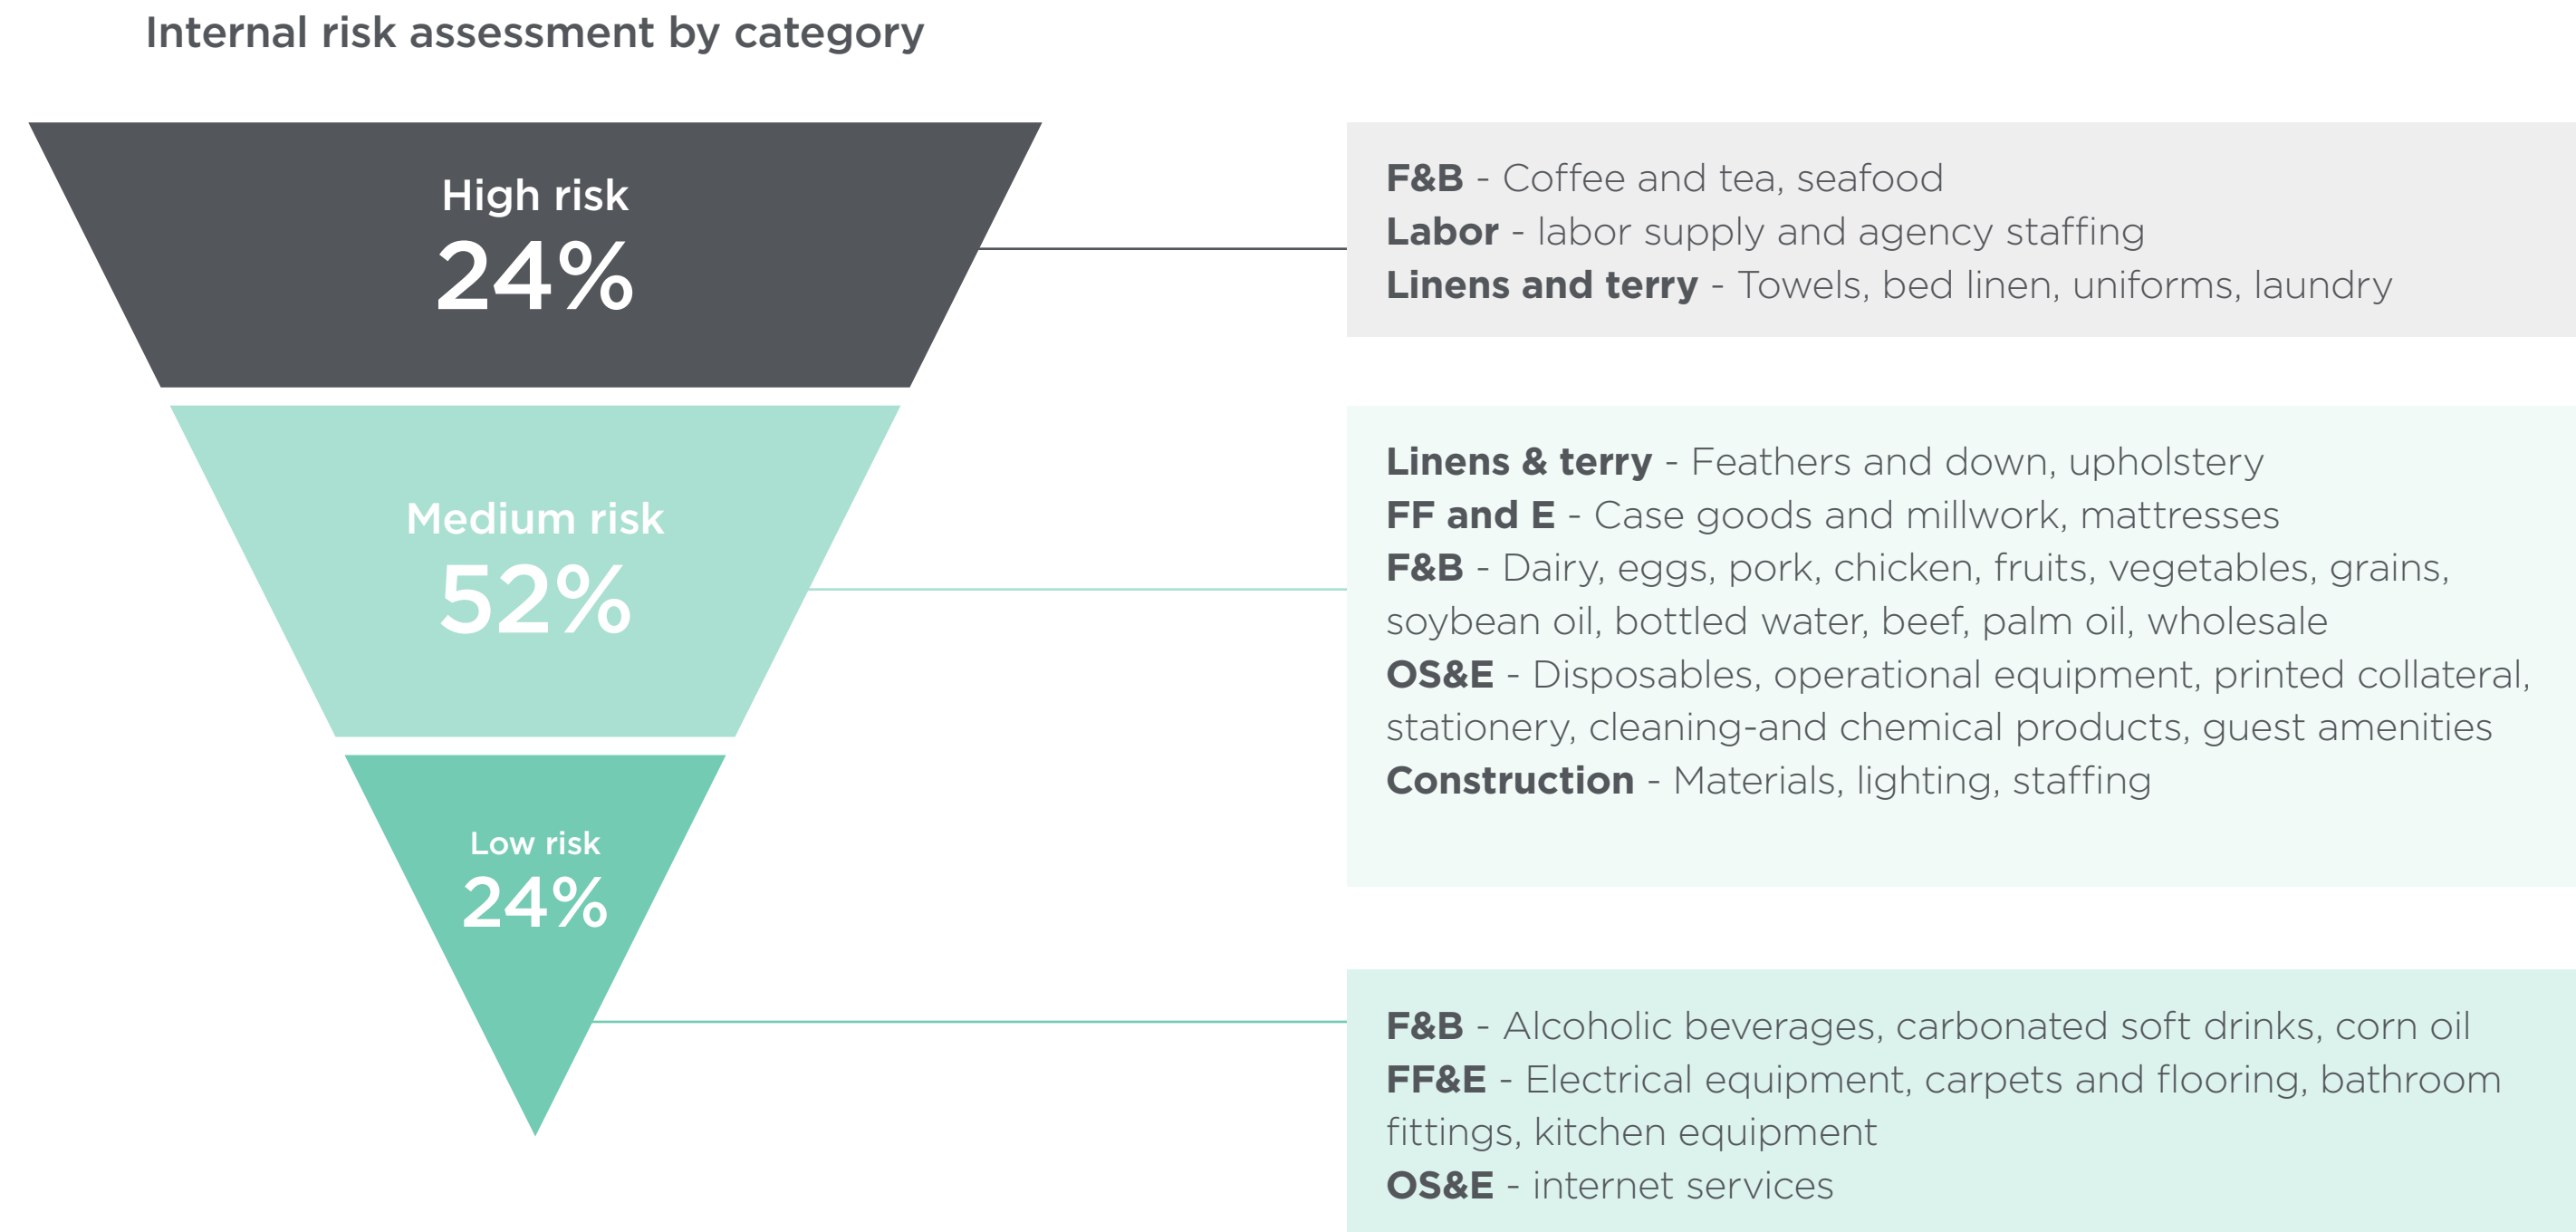 Internal risk assessment by category
High risk
24%
F&B - Coffee and tea, seafood
Labor - labor supply and agency staffing
Linens and terry - Towels, bed linen, uniforms, laundry
Medium risk
52%
Linens & terry - Feathers and down, upholstery
FF and E - Case goods and millwork, mattresses
F&B - Dairy, eggs, pork, chicken, fruits, vegetables, grains,
soybean oil, bottled water, beef, palm oil, wholesale
OS&E - Disposables, operational equipment, printed collateral,
stationery, cleaning-and chemical products, guest amenities
Construction - Materials, lighting, staffing
Low risk
24%
F&B - Alcoholic beverages, carbonated soft drinks, corn oil
FF&E - Electrical equipment, carpets and flooring, bathroom
fittings, kitchen equipment
OS&E - internet services